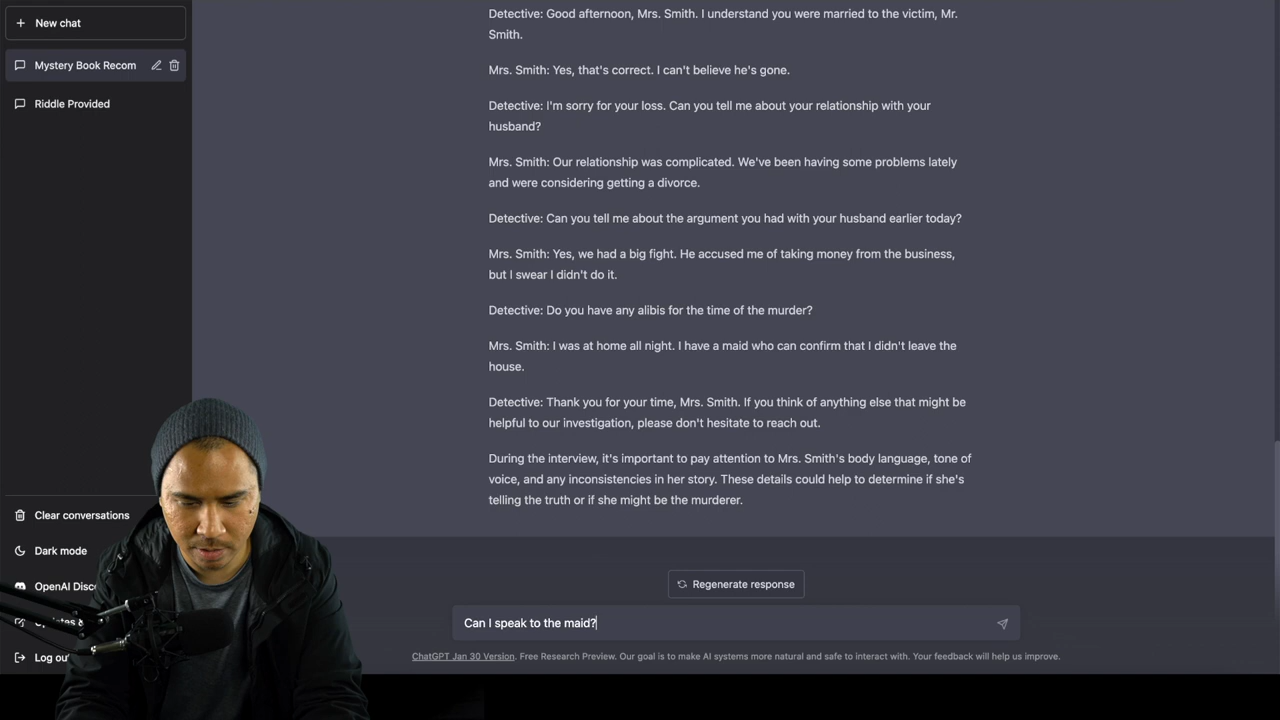 New chat
Mystery Book Recom
Riddle Provided
Detective: Good afternoon, Mrs. Smith. I understand you were married to the victim, Mr.
Smith.
Mrs. Smith: Yes, that's correct. I can't believe he's gone.
Detective: I'm sorry for your loss. Can you tell me about your relationship with your
husband?
Mrs. Smith: Our relationship was complicated. We've been having some problems lately
and were considering getting a divorce.
Detective: Can you tell me about the argument you had with your husband earlier today?
Mrs. Smith: Yes, we had a big fight. He accused me of taking money from the business,
but I swear I didn't do it.
Detective: Do you have any alibis for the time of the murder?
Mrs. Smith: I was at home all night. I have a maid who can confirm that I didn't leave the
house.
Detective: Thank you for your time, Mrs. Smith. If you think of anything else that might be
helpful to our investigation, please don't hesitate to reach out.
During the interview, it's important to pay attention to Mrs. Smith's body language, tone of
voice, and any inconsistencies in her story. These details could help to determine if she's
telling the truth or if she might be the murderer.
Clear conversations
Dark mode
OpenAI
Log out
Regenerate response
Can I speak to the maid?
ChatGPT Jan 30 Version. Free Research Preview. Our goal is to make AI systems more natural and safe to interact with. Your feedback will help us improve.